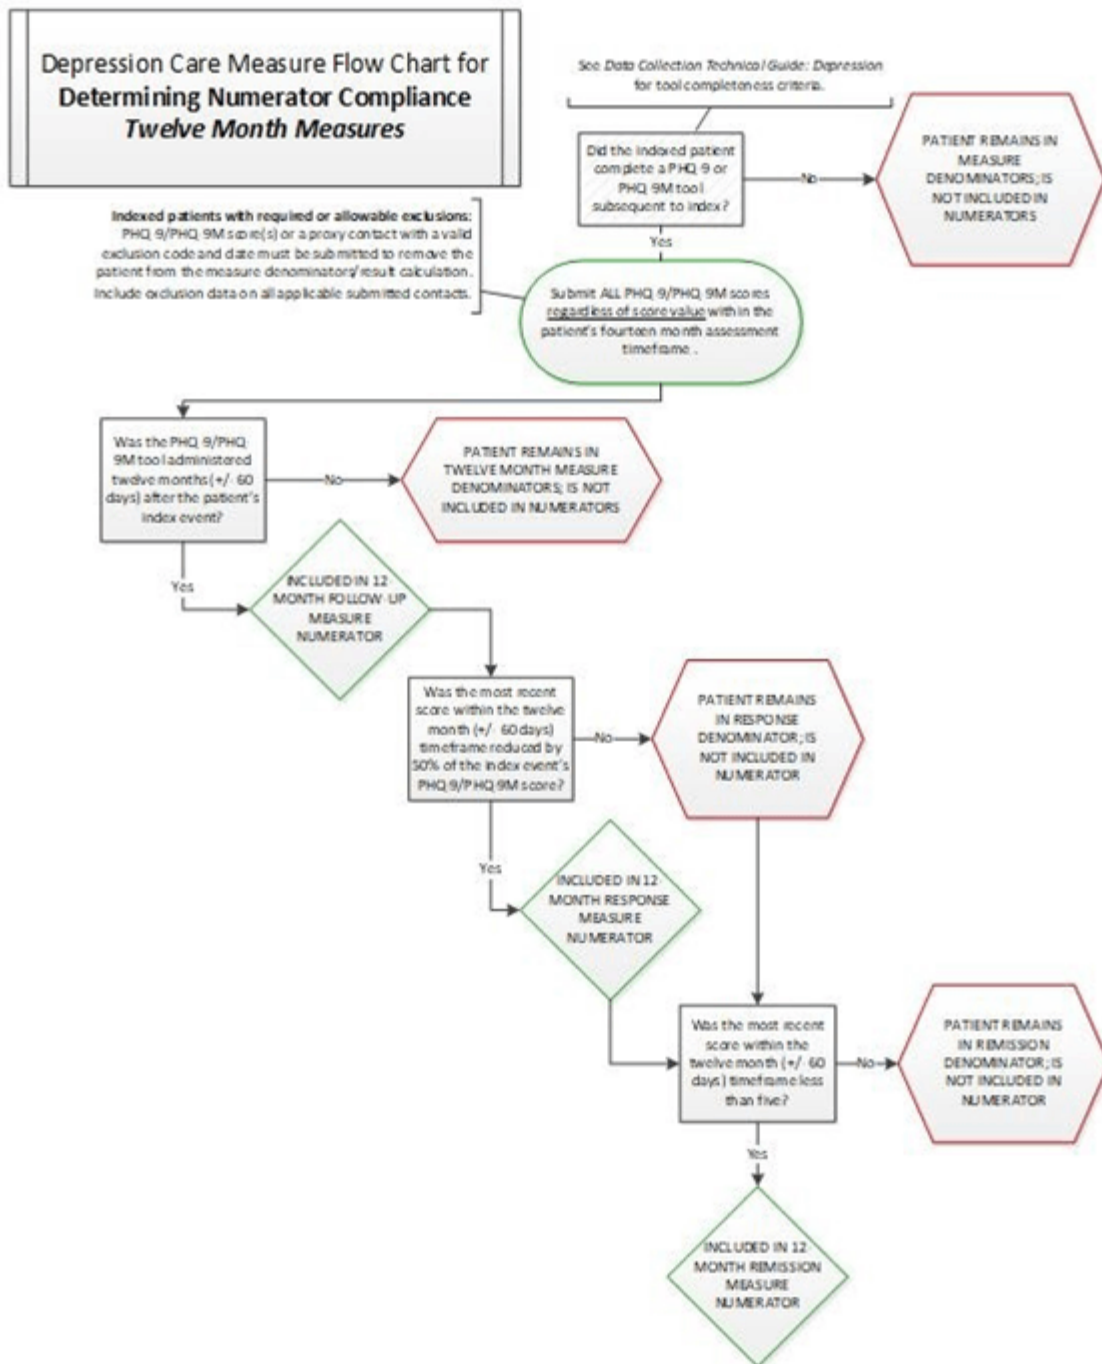 Depression Care Measure Flow Chart for
Determining Numerator Compliance
Twelve Month Measures
See Data Collection Technical Guide: Depression
for tool completeness criteria.
Did the indexed patient
complete a PHQ 9 or
PHQ 9M tool
subsequent to index?
No
PATIENT REMAINS IN
MEASURE
DENOMINATORS; IS
NOT INCLUDED IN
NUMERATORS
Yes
Indexed patients with required or allowable exclusions:
PHQ 9/PHQ 9M score(s) or a proxy contact with a valid
exclusion code and date must be submitted to remove the
patient from the measure denominators/result calculation.
Include exclusion data on all applicable submitted contacts.
Submit ALL PHQ 9/PHQ 9M scores
regardless of score value within the
patient's fourteen month assessment
timeframe .
Was the PHQ 9/PHQ
9M tool administered
twelve months (+/- 60
days) after the patient's
index event?
No
PATIENT REMAINS IN
TWELVE MONTH MEASURE
DENOMINATORS; IS NOT
INCLUDED IN NUMERATORS
Yes
INCLUDED IN 12
MONTH FOLLOW-UP
MEASURE
NUMERATOR
Was the most recent
score within the twelve
month (+/- 60 days)
timeframe reduced by
50% of the index event's
PHQ 9/PHQ 9M score?
No
PATIENT REMAINS
IN RESPONSE
DENOMINATOR; IS
NOT INCLUDED IN
NUMERATOR
Yes
INCLUDED IN 12-
MONTH RESPONSE
MEASURE
NUMERATOR
Was the most recent
score within the
twelve month (+/- 60
days) timeframe less
than five?
No
PATIENT REMAINS
IN REMISSION
DENOMINATOR; IS
NOT INCLUDED IN
NUMERATOR
Yes
INCLUDED IN 12-
MONTH REMISSION
MEASURE
NUMERATOR